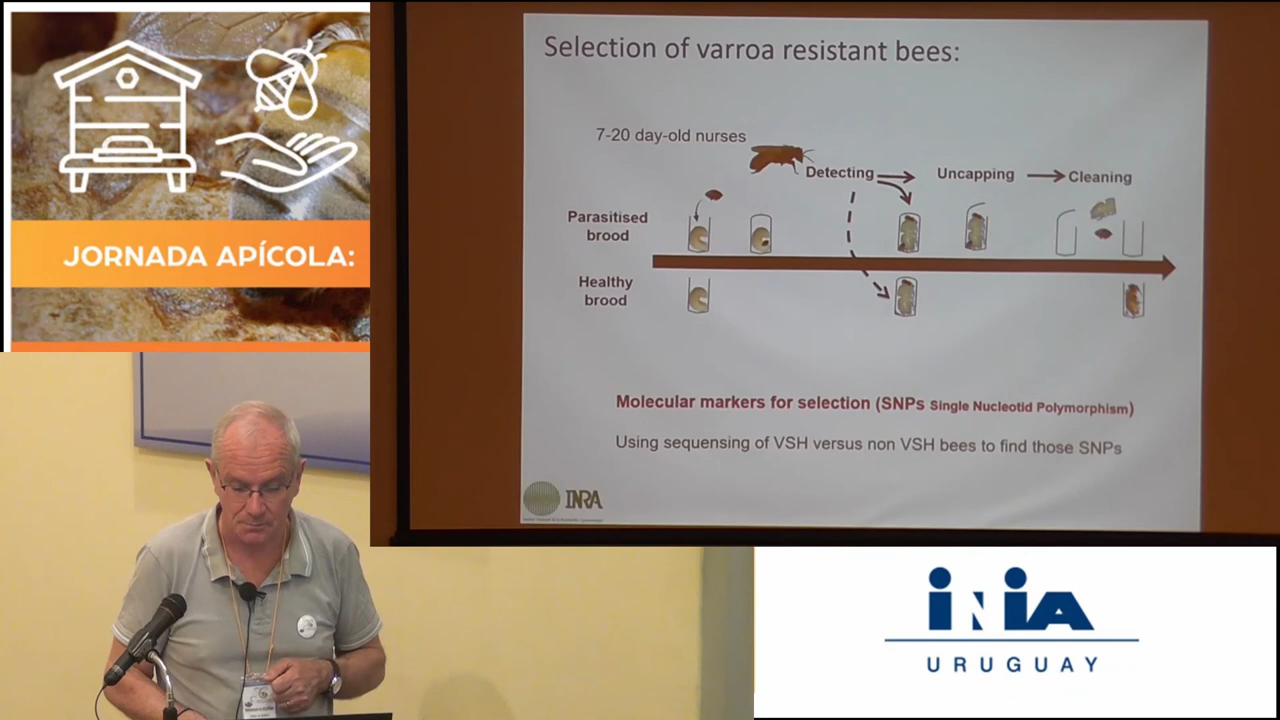 JORNADA APÍCOLA:
Selection of varroa resistant bees:
7-20 day-old nurses
Detecting
Uncapping
Cleaning
Parasitised
brood
Healthy
brood
Molecular markers for selection (SNPs Single Nucleotid Polymorphism)
Using sequensing of VSH versus non VSH bees to find those SNPs
INRA
INIA
URUGUAY